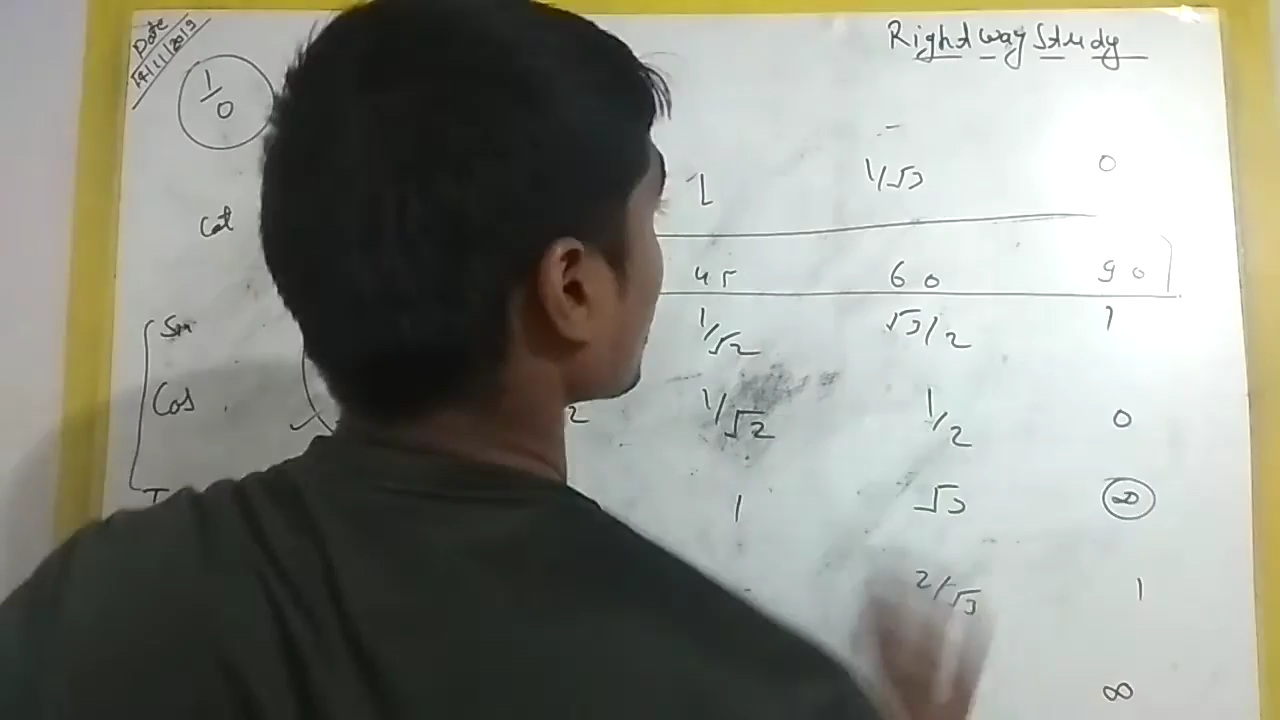 Date
14/11/2019
Right way Study
1/0
1 1/√3 0
Cot
45 60 90
Sin 1/√2 √3/2 1
Cos 2 1/√2 1/2 0
T 1 √3 ∞
2/√3 1
∞